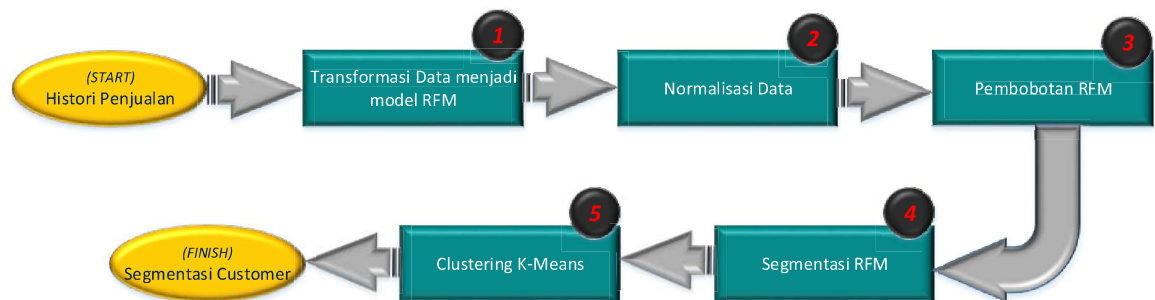 (START)
Histori Penjualan
1
Transformasi Data menjadi
model RFM
2
Normalisasi Data
3
Pembobotan RFM
4
Segmentasi RFM
5
Clustering K-Means
(FINISH)
Segmentasi Customer